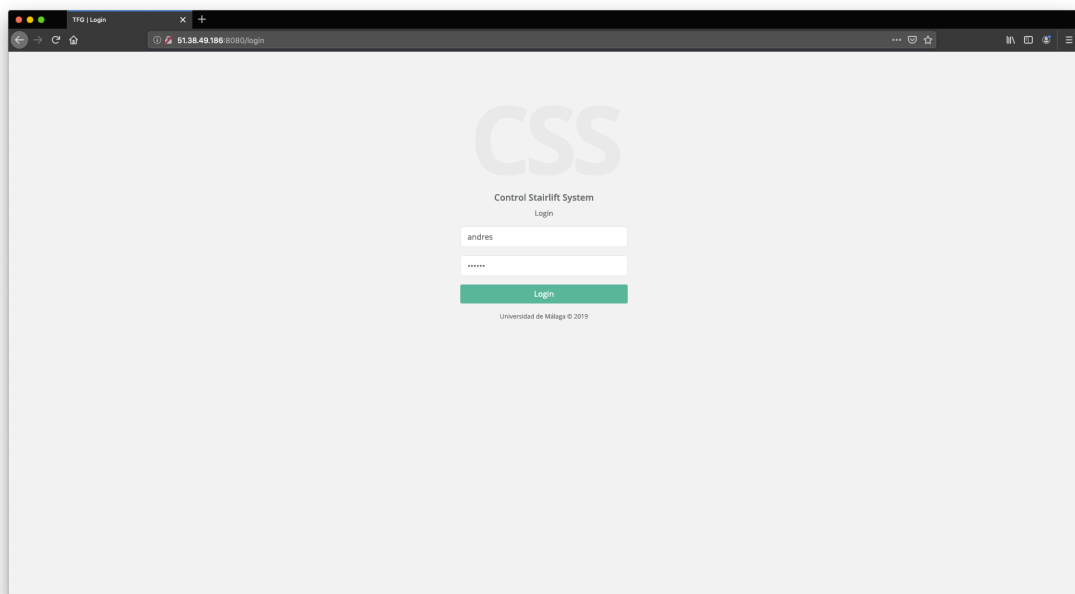 TFG | Login
51.38.49.186:8080/login
CSS
Control Stairlift System
Login
andres
••••••
Login
Universidad de Málaga © 2019